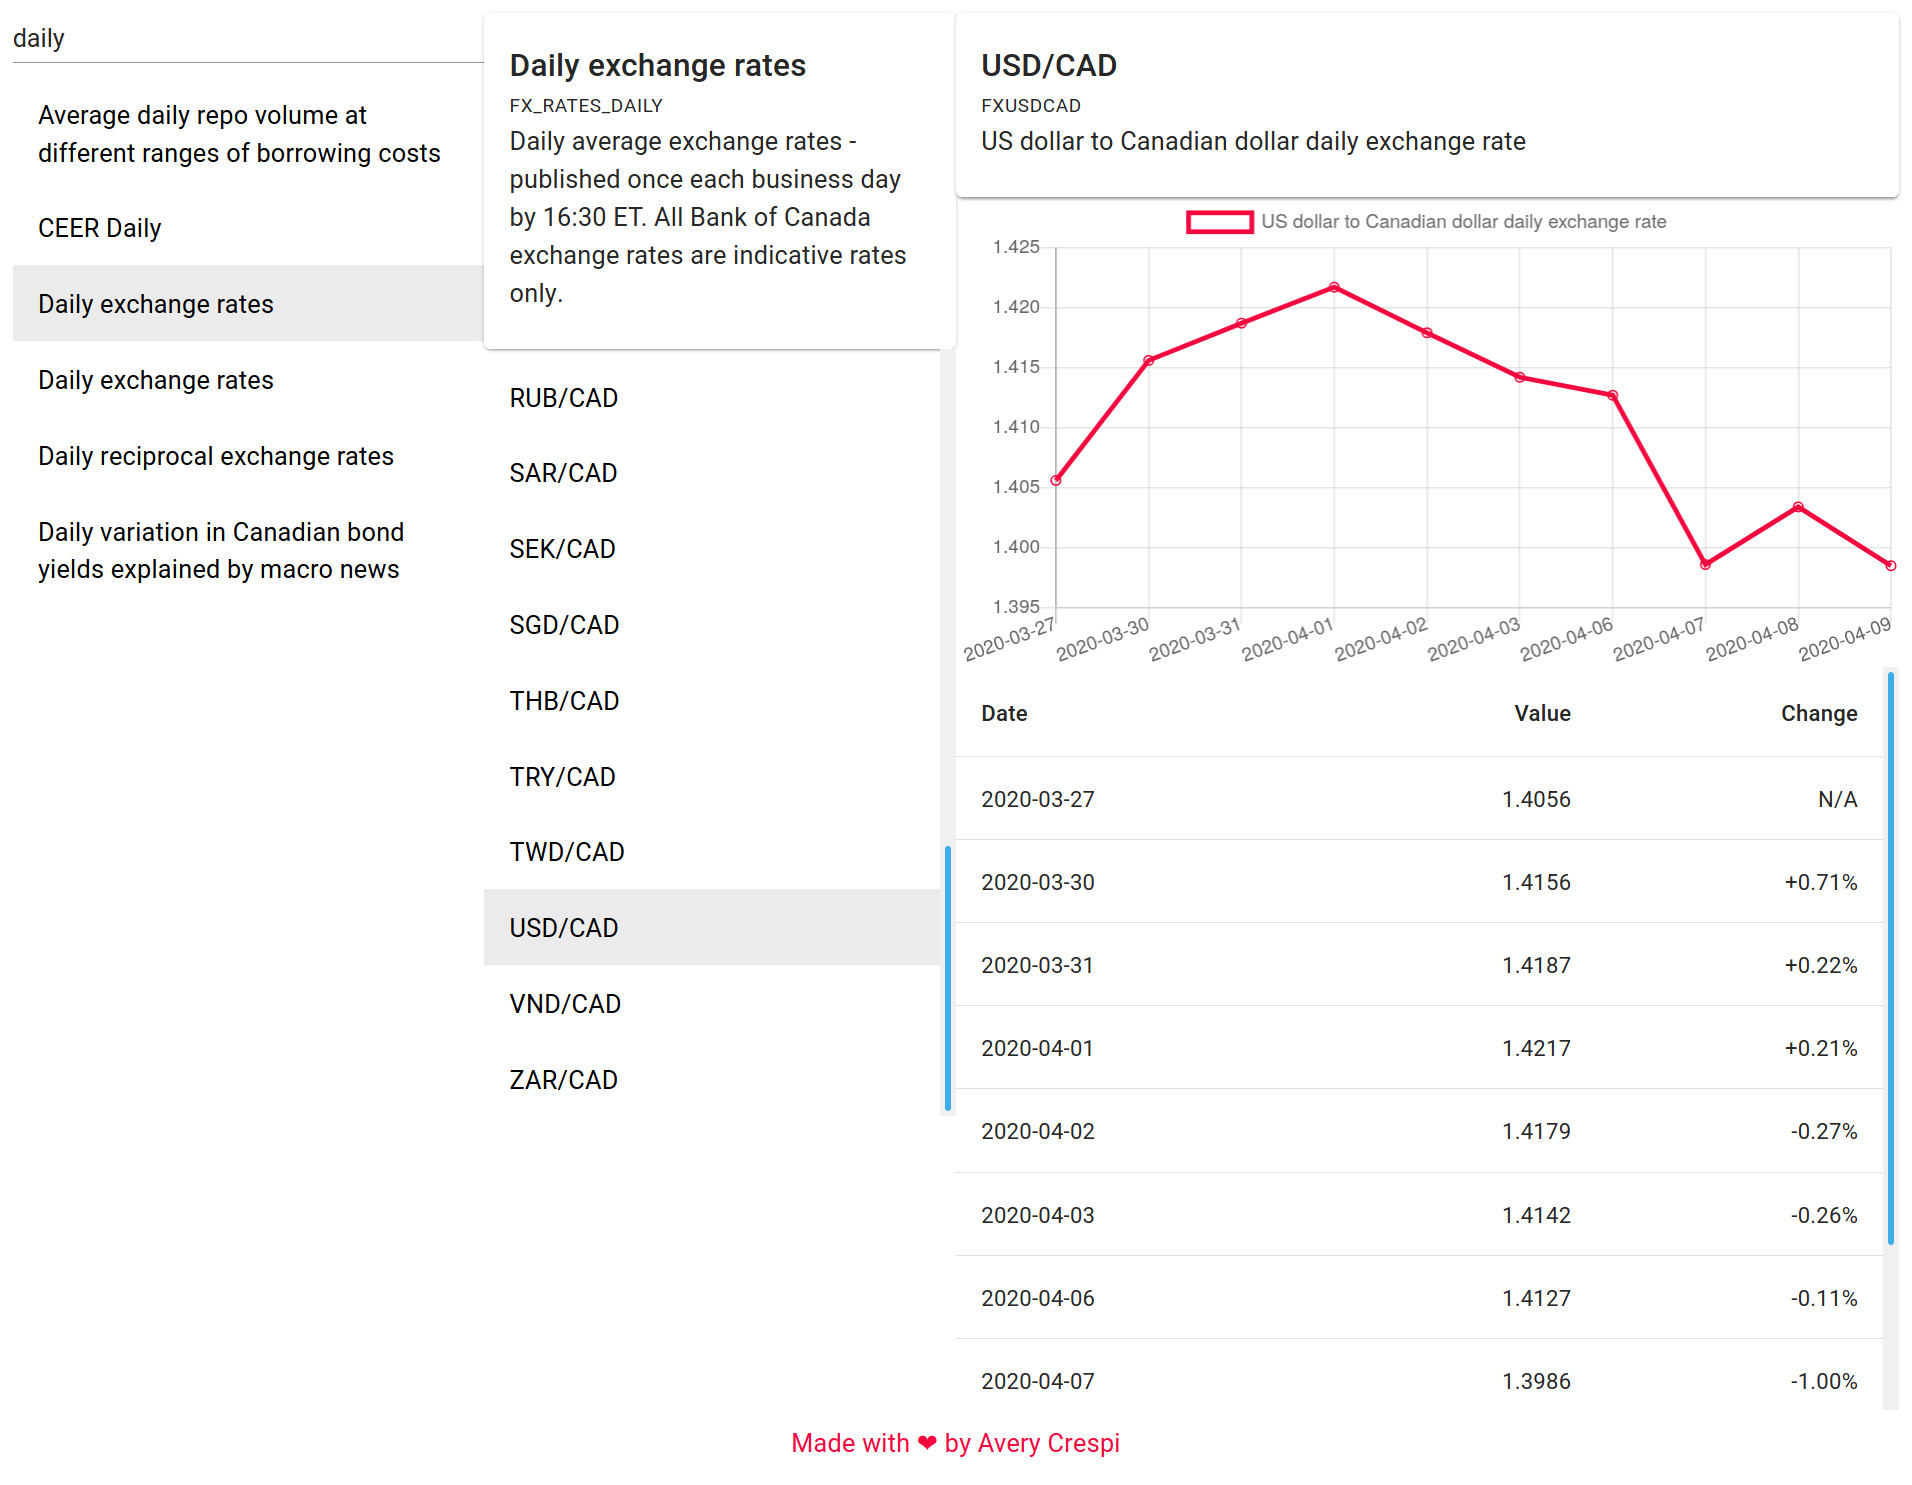 daily
Average daily repo volume at
different ranges of borrowing costs
CEER Daily
Daily exchange rates
Daily exchange rates
Daily reciprocal exchange rates
Daily variation in Canadian bond
yields explained by macro news
Daily exchange rates
FX_RATES_DAILY
Daily average exchange rates -
published once each business day
by 16:30 ET. All Bank of Canada
exchange rates are indicative rates
only.
RUB/CAD
SAR/CAD
SEK/CAD
SGD/CAD
THB/CAD
TRY/CAD
TWD/CAD
USD/CAD
VND/CAD
ZAR/CAD
USD/CAD
FXUSDCAD
US dollar to Canadian dollar daily exchange rate
US dollar to Canadian dollar daily exchange rate
1.425
1.420
1.415
1.410
1.405
1.400
1.395
2020-03-27 2020-03-30 2020-03-31 2020-04-01 2020-04-02 2020-04-03 2020-04-06 2020-04-07 2020-04-08 2020-04-09
Date Value Change
2020-03-27 1.4056 N/A
2020-03-30 1.4156 +0.71%
2020-03-31 1.4187 +0.22%
2020-04-01 1.4217 +0.21%
2020-04-02 1.4179 -0.27%
2020-04-03 1.4142 -0.26%
2020-04-06 1.4127 -0.11%
2020-04-07 1.3986 -1.00%
Made with ❤ by Avery Crespi